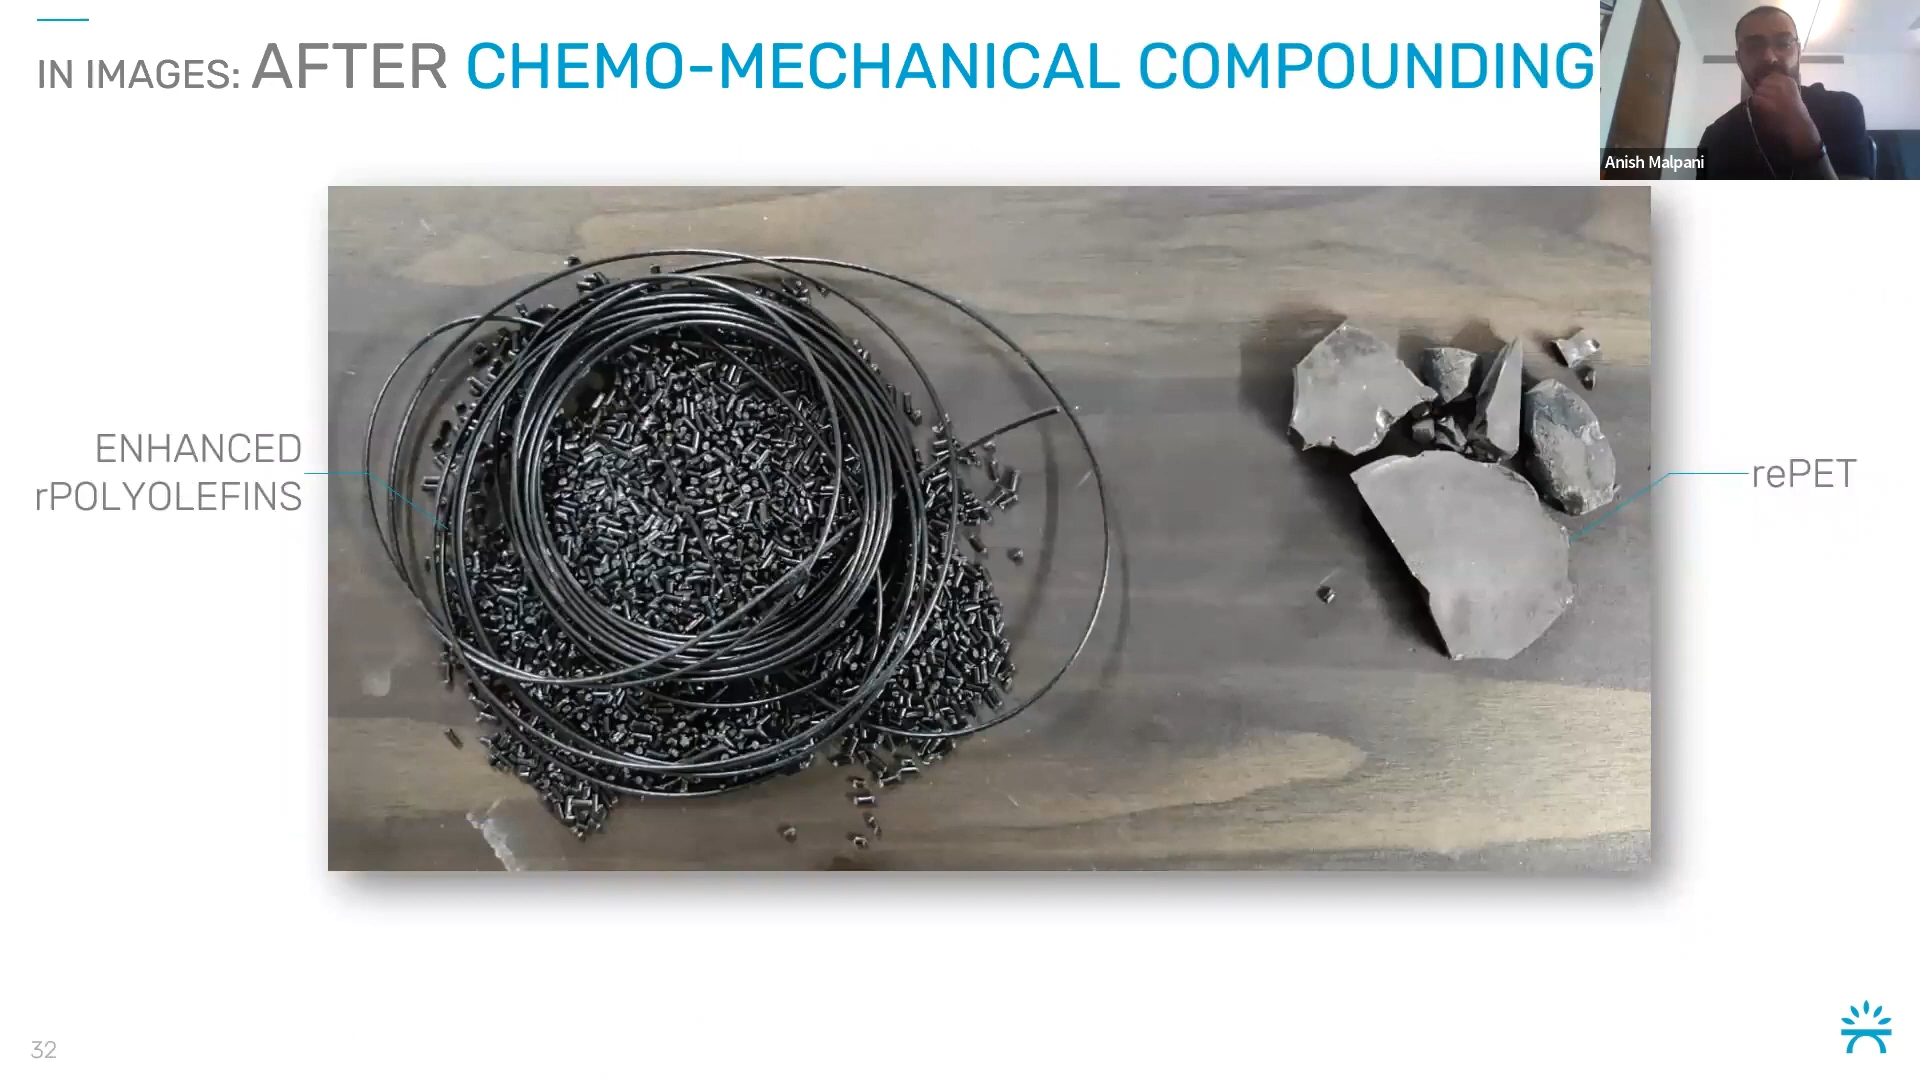 IN IMAGES: AFTER CHEMO-MECHANICAL COMPOUNDING
Anish Malpani
ENHANCED
rPOLYOLEFINS
rePET
32